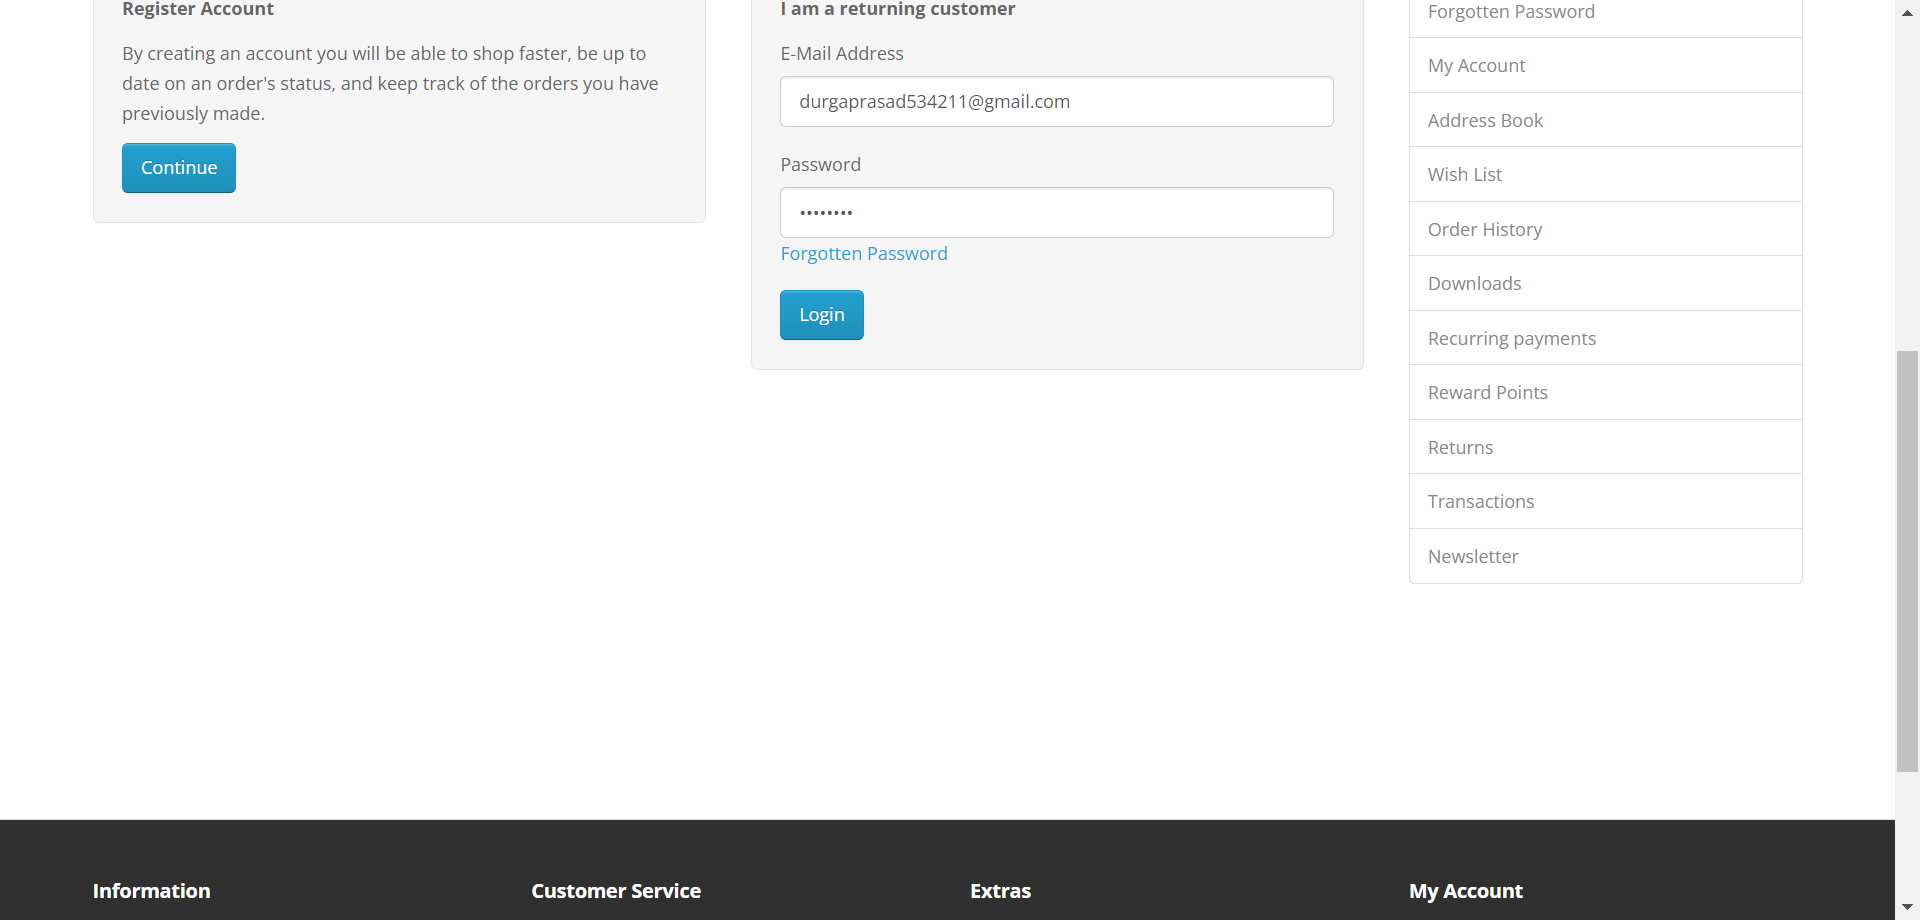 Register Account
By creating an account you will be able to shop faster, be up to
date on an order's status, and keep track of the orders you have
previously made.
Continue
I am a returning customer
E-Mail Address
durgaprasad534211@gmail.com
Password
••••••••
Forgotten Password
Login
Forgotten Password
My Account
Address Book
Wish List
Order History
Downloads
Recurring payments
Reward Points
Returns
Transactions
Newsletter
Information
Customer Service
Extras
My Account